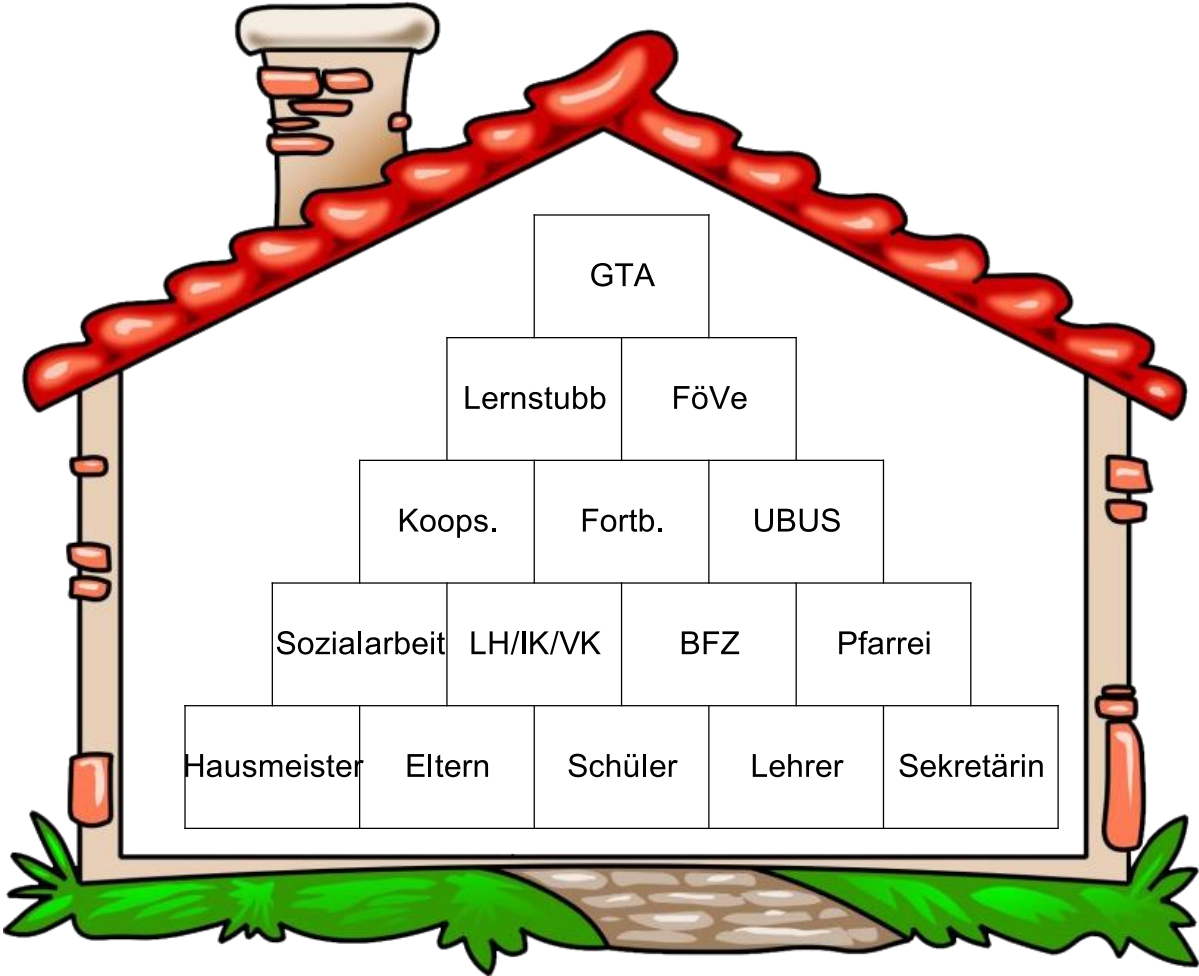 GTA
Lernstubb FöVe
Koops. Fortb. UBUS
Sozialarbeit LH/IK/VK BFZ Pfarrei
Hausmeister Eltern Schüler Lehrer Sekretärin